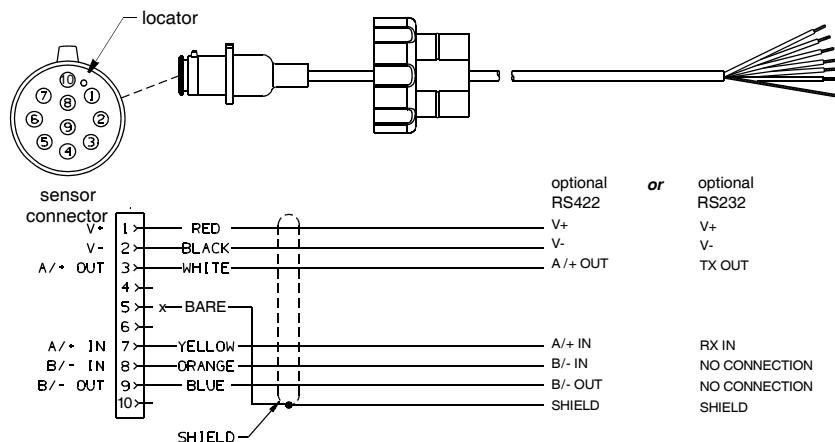 locator
10
7 1
8
6 2
9
5 3
4
sensor
connector
optional or optional
RS422 RS232
V+ 1 RED V+ V+
V- 2 BLACK V- V-
A/+ OUT 3 WHITE A /+ OUT TX OUT
4
5 x BARE
6
A/+ IN 7 YELLOW A/+ IN RX IN
B/- IN 8 ORANGE B/- IN NO CONNECTION
B/- OUT 9 BLUE B/- OUT NO CONNECTION
10 SHIELD SHIELD
SHIELD